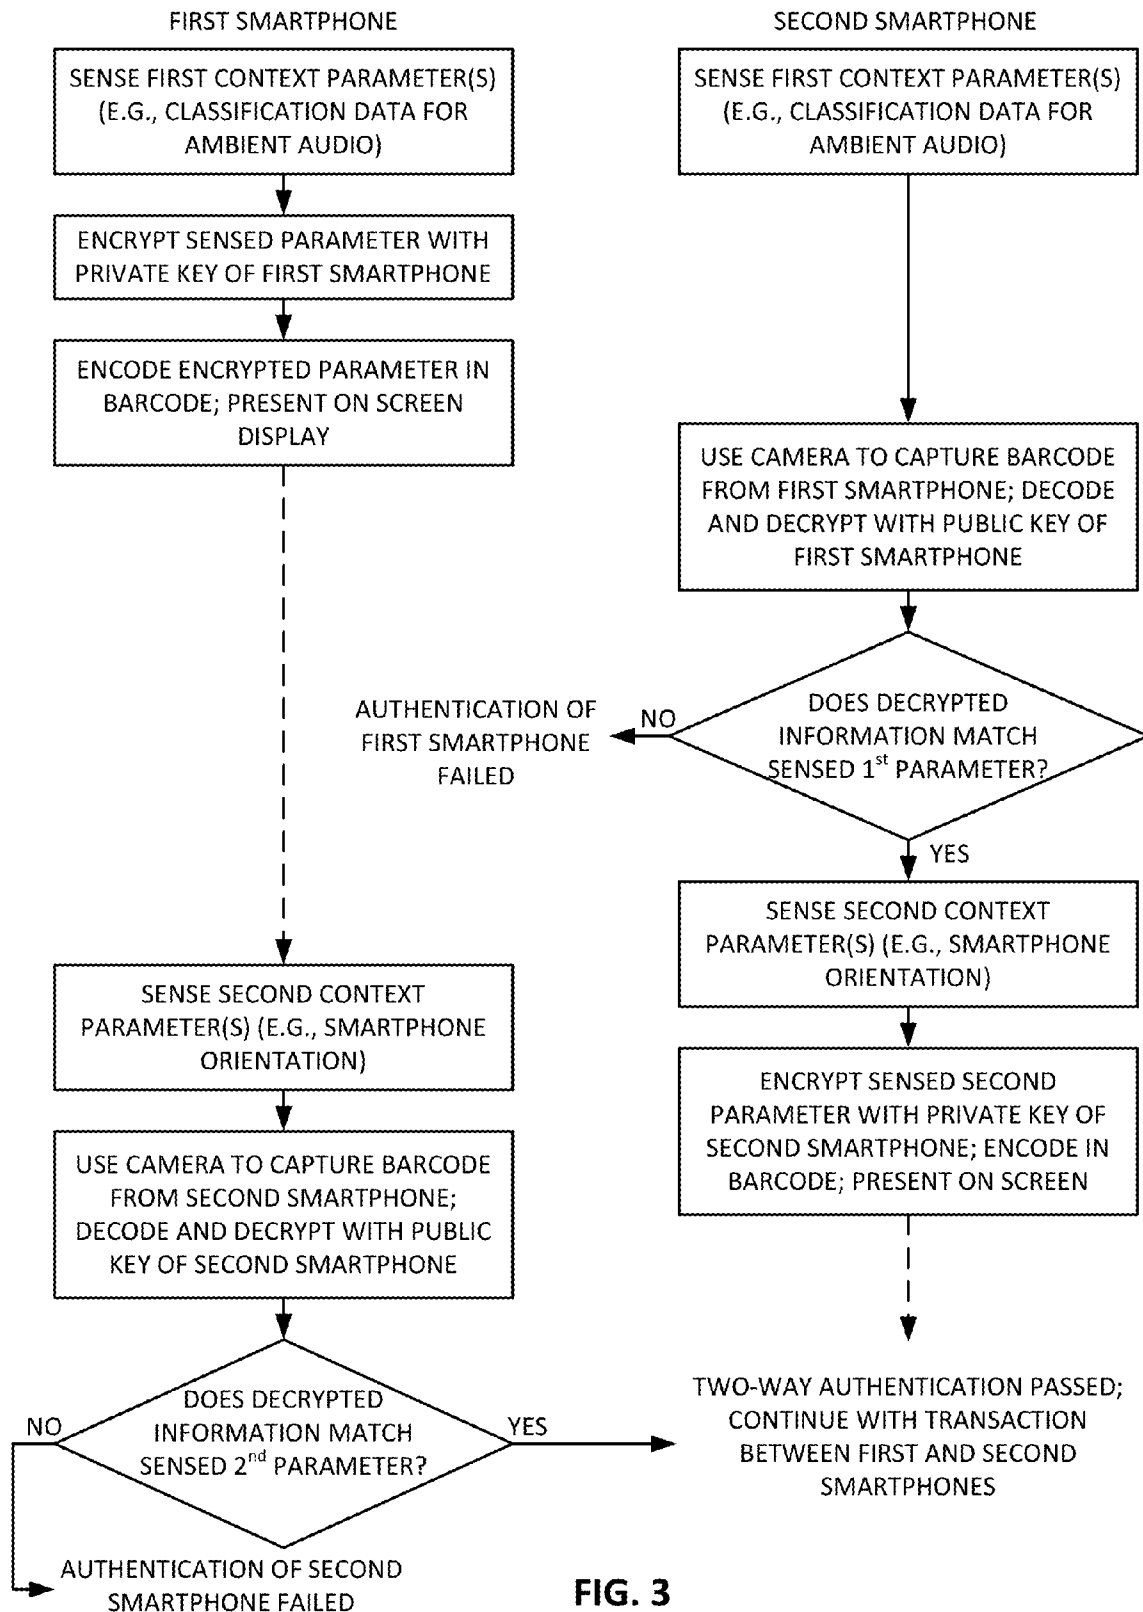 FIRST SMARTPHONE
SENSE FIRST CONTEXT PARAMETER(S)
(E.G., CLASSIFICATION DATA FOR
AMBIENT AUDIO)
ENCRYPT SENSED PARAMETER WITH
PRIVATE KEY OF FIRST SMARTPHONE
ENCODE ENCRYPTED PARAMETER IN
BARCODE; PRESENT ON SCREEN
DISPLAY
SENSE SECOND CONTEXT
PARAMETER(S) (E.G., SMARTPHONE
ORIENTATION)
USE CAMERA TO CAPTURE BARCODE
FROM SECOND SMARTPHONE;
DECODE AND DECRYPT WITH PUBLIC
KEY OF SECOND SMARTPHONE
DOES DECRYPTED
INFORMATION MATCH
SENSED 2nd PARAMETER?
NO
YES
AUTHENTICATION OF SECOND
SMARTPHONE FAILED
SECOND SMARTPHONE
SENSE FIRST CONTEXT PARAMETER(S)
(E.G., CLASSIFICATION DATA FOR
AMBIENT AUDIO)
USE CAMERA TO CAPTURE BARCODE
FROM FIRST SMARTPHONE; DECODE
AND DECRYPT WITH PUBLIC KEY OF
FIRST SMARTPHONE
DOES DECRYPTED
INFORMATION MATCH
SENSED 1st PARAMETER?
NO
AUTHENTICATION OF
FIRST SMARTPHONE
FAILED
YES
SENSE SECOND CONTEXT
PARAMETER(S) (E.G., SMARTPHONE
ORIENTATION)
ENCRYPT SENSED SECOND
PARAMETER WITH PRIVATE KEY OF
SECOND SMARTPHONE; ENCODE IN
BARCODE; PRESENT ON SCREEN
TWO-WAY AUTHENTICATION PASSED;
CONTINUE WITH TRANSACTION
BETWEEN FIRST AND SECOND
SMARTPHONES
FIG. 3